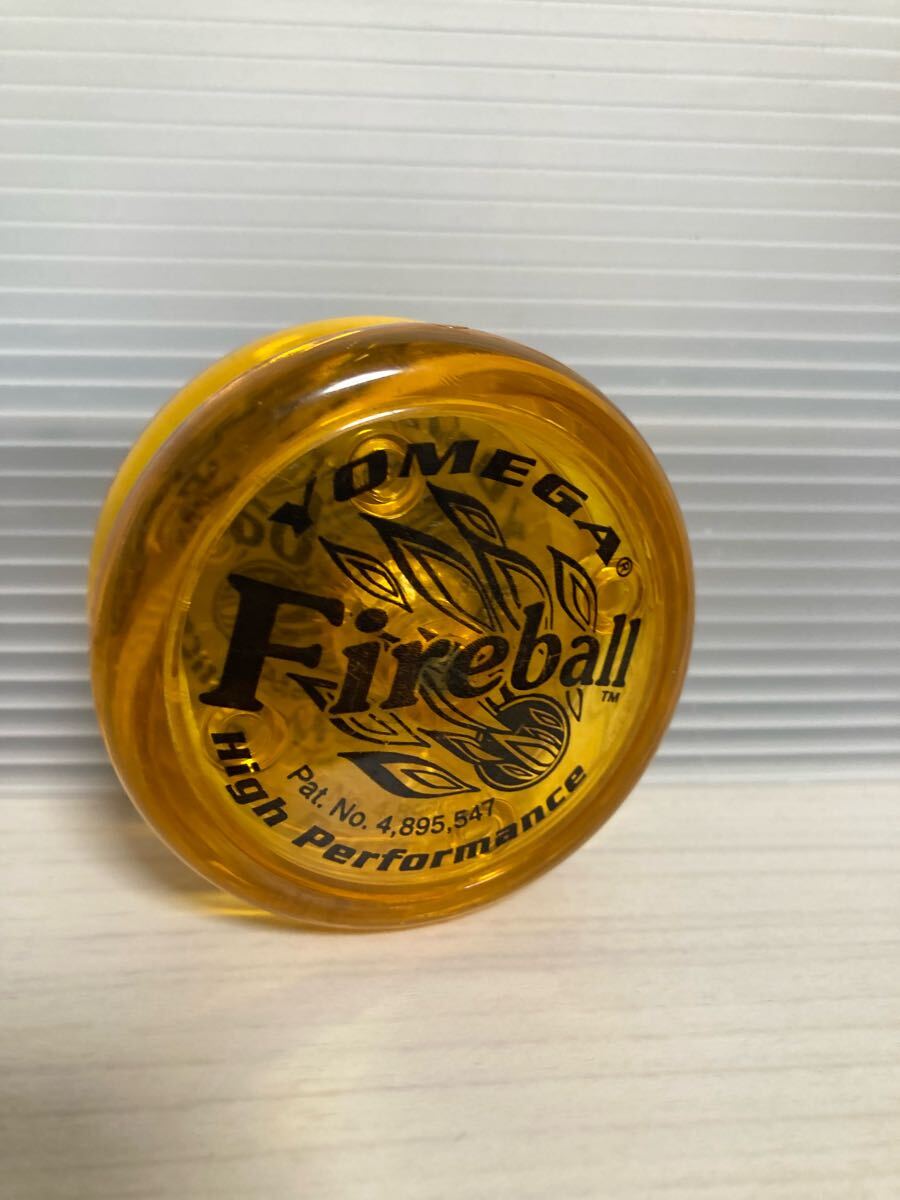 YOMEGA®
Fireball™
Pat. No. 4,895,547
High Performance